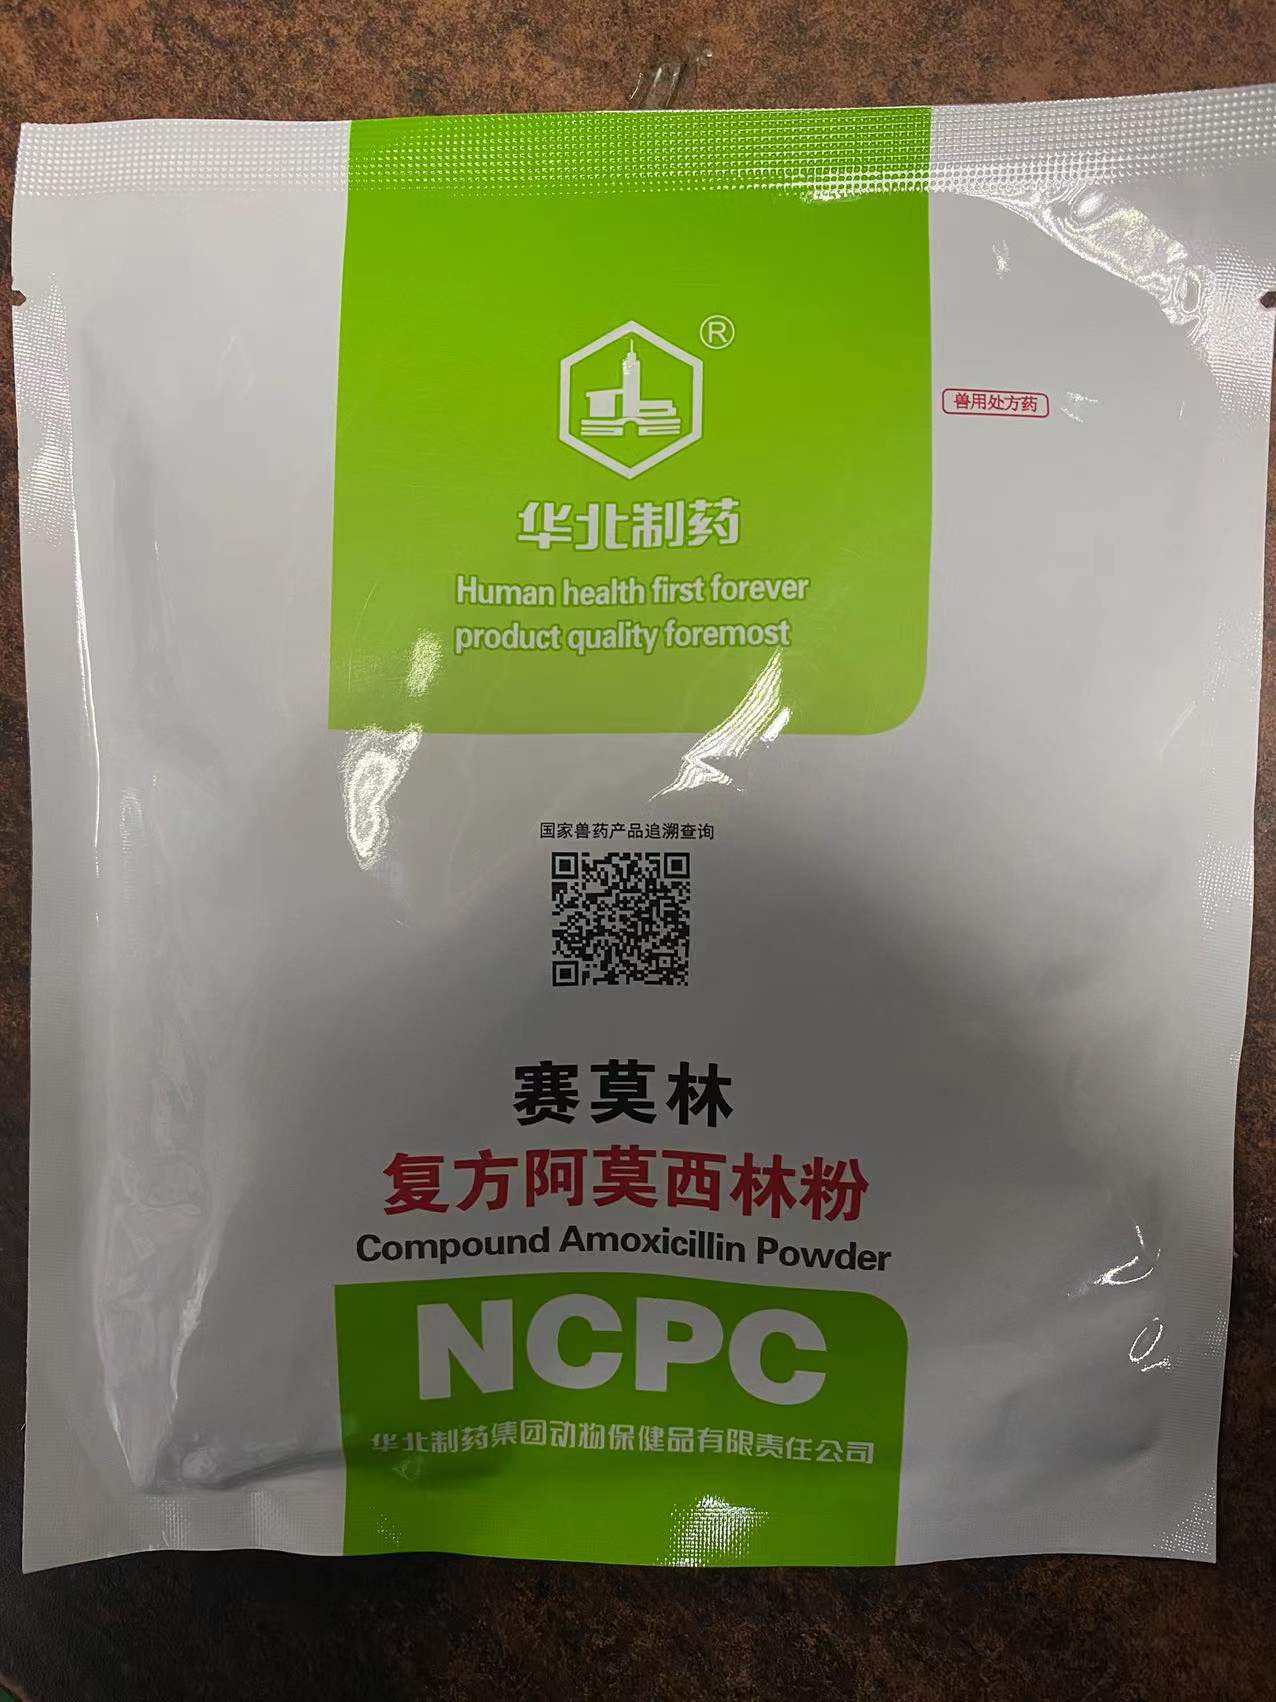 ®
兽用处方药
华北制药
Human health first forever
product quality foremost
国家兽药产品追溯查询
赛莫林
复方阿莫西林粉
Compound Amoxicillin Powder
NCPC
华北制药集团动物保健品有限责任公司